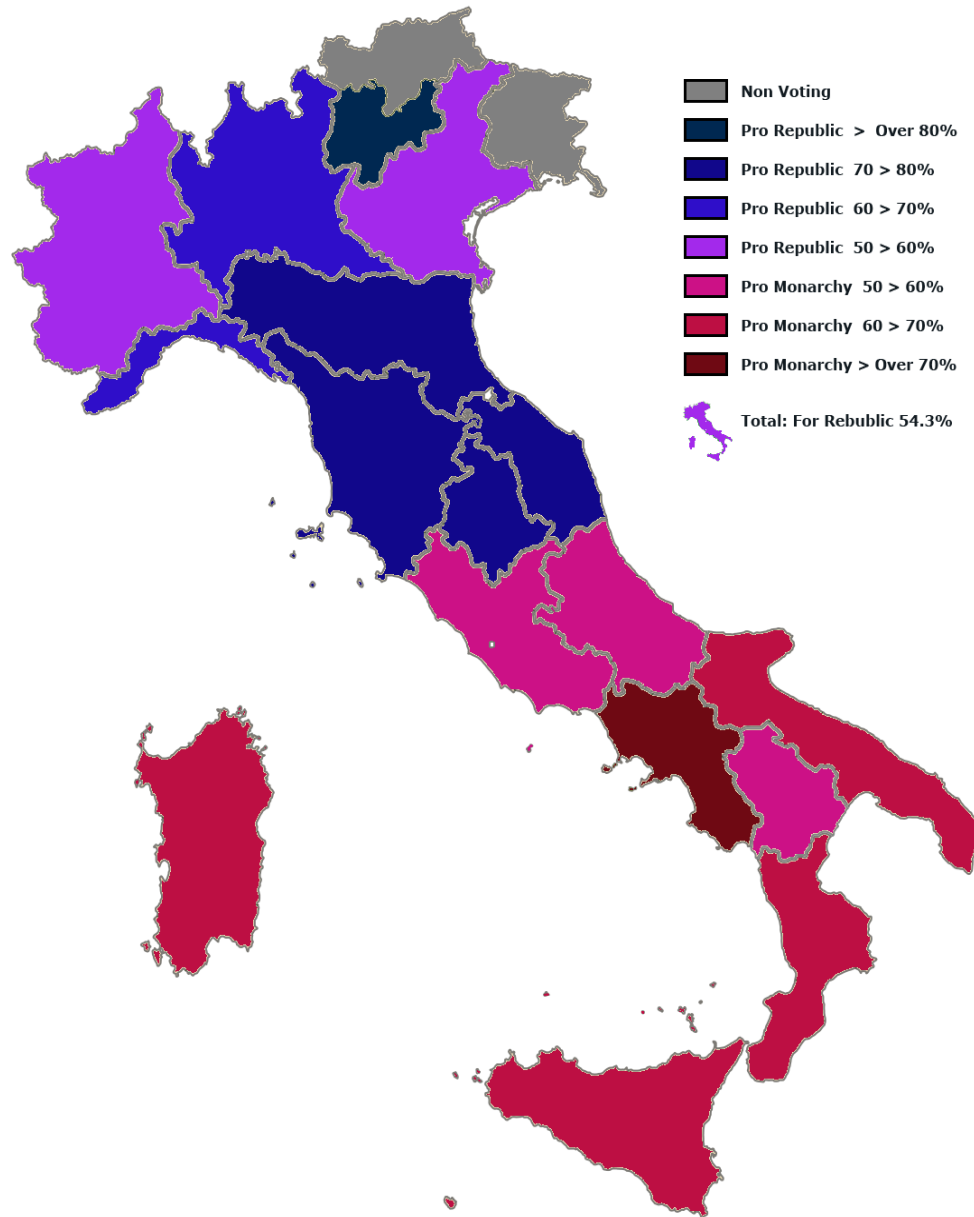 Non Voting
Pro Republic > Over 80%
Pro Republic 70 > 80%
Pro Republic 60 > 70%
Pro Republic 50 > 60%
Pro Monarchy 50 > 60%
Pro Monarchy 60 > 70%
Pro Monarchy > Over 70%
Total: For Rebublic 54.3%